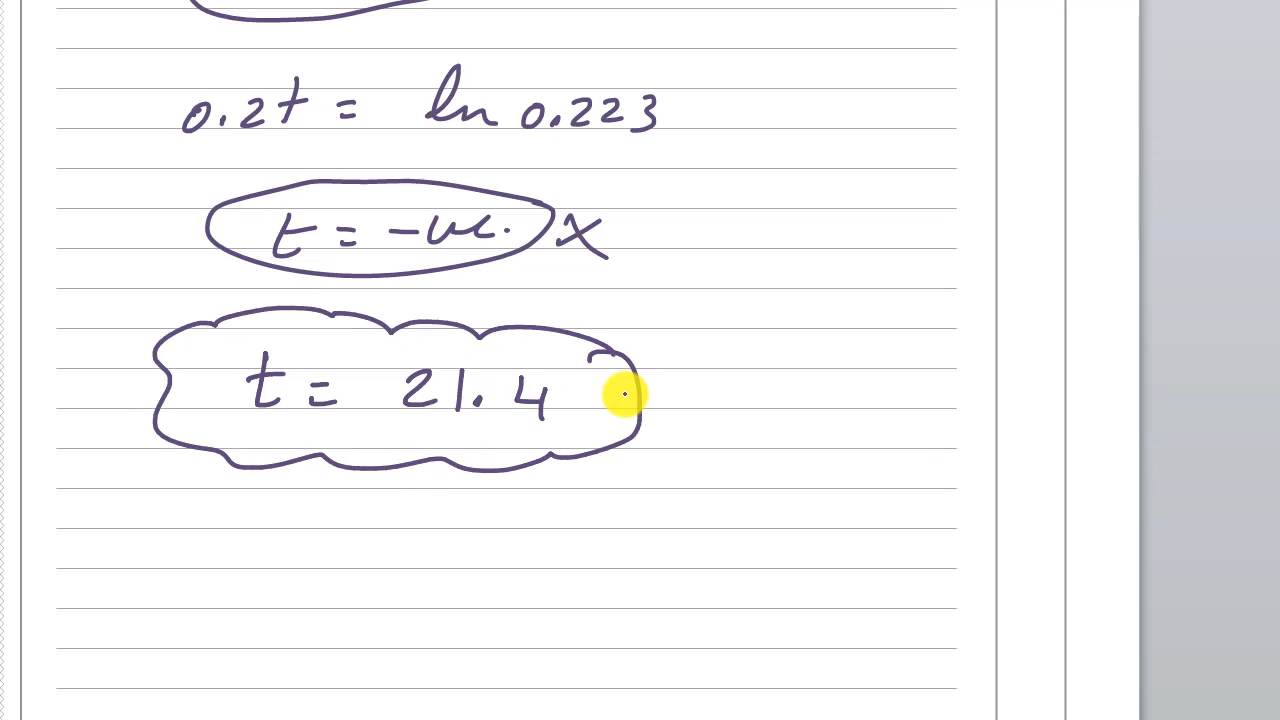 0.2t = ln 0.223
t = -ve. X
t = 21.4